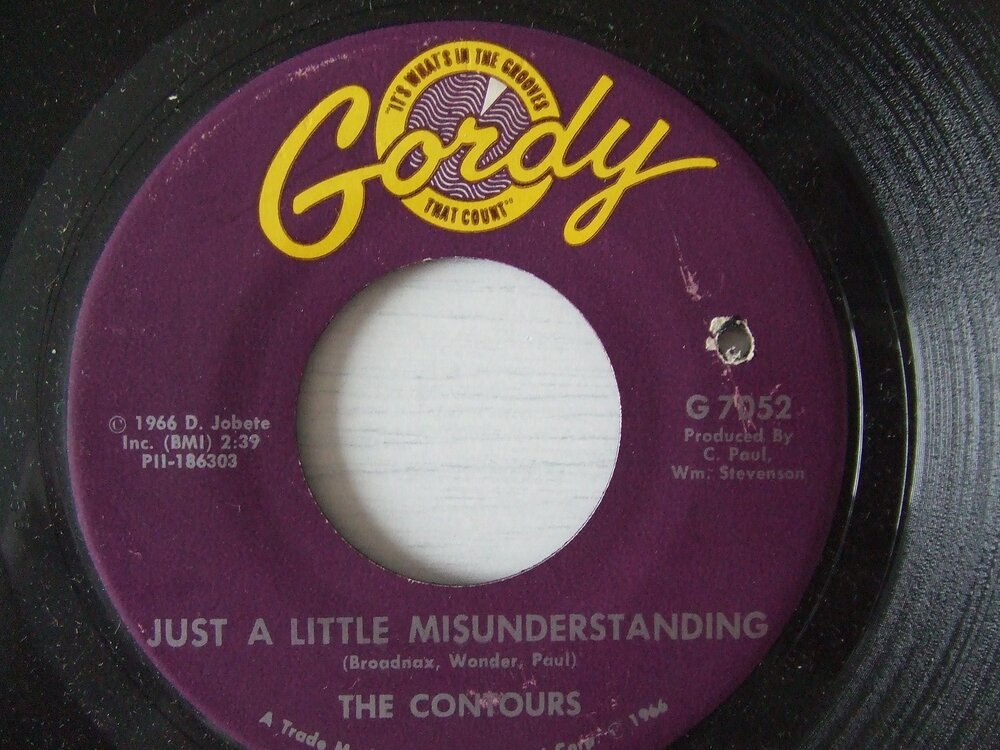 "IT'S WHAT'S IN THE GROOVES
Gordy
THAT COUNT"
© 1966 D. Jobete
Inc. (BMI) 2:39
PII-186303
G 7052
Produced By
C. Paul,
Wm. Stevenson
JUST A LITTLE MISUNDERSTANDING
(Broadnax, Wonder, Paul)
THE CONTOURS
A Trade Corp. © 1966